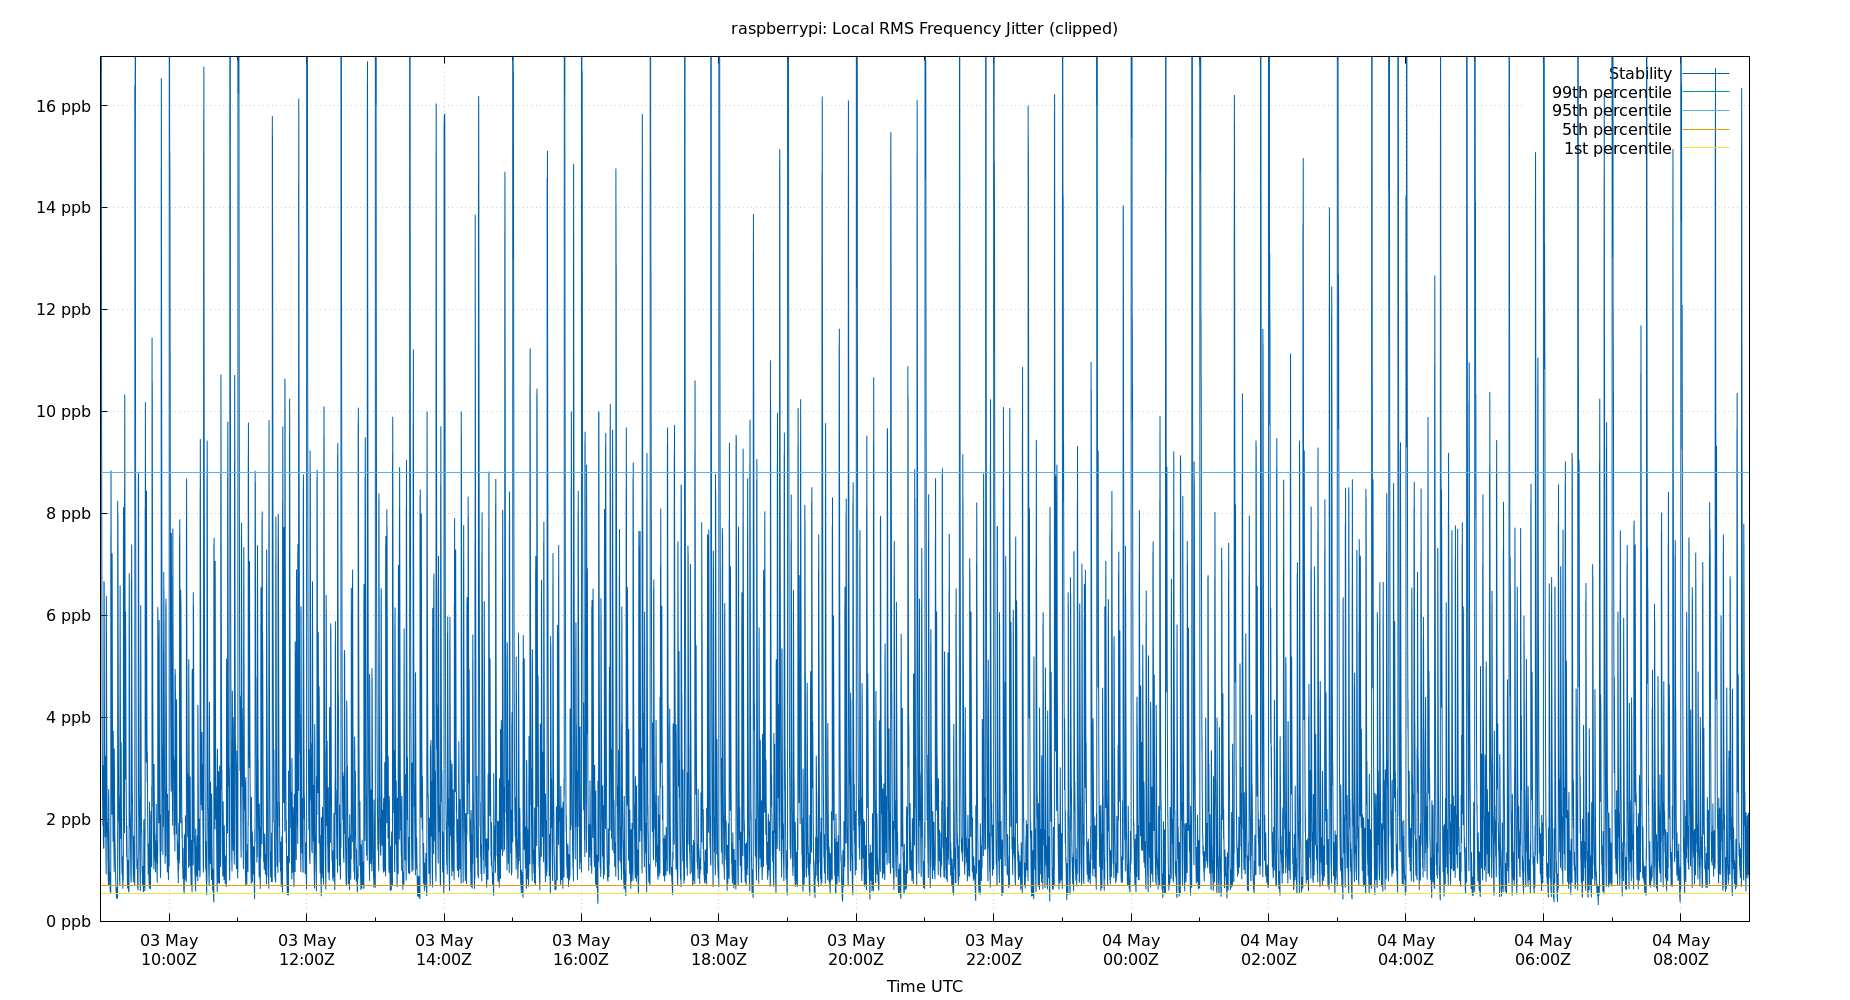 raspberrypi: Local RMS Frequency Jitter (clipped)
Stability
99th percentile
95th percentile
5th percentile
1st percentile
16 ppb
14 ppb
12 ppb
10 ppb
8 ppb
6 ppb
4 ppb
2 ppb
0 ppb
03 May 03 May 03 May 03 May 03 May 03 May 03 May 04 May 04 May 04 May 04 May 04 May
10:00Z 12:00Z 14:00Z 16:00Z 18:00Z 20:00Z 22:00Z 00:00Z 02:00Z 04:00Z 06:00Z 08:00Z
Time UTC